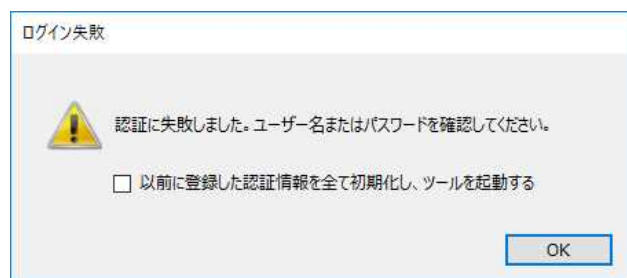 ログイン失敗
認証に失敗しました。ユーザー名またはパスワードを確認してください。
以前に登録した認証情報を全て初期化し、ツールを起動する
OK